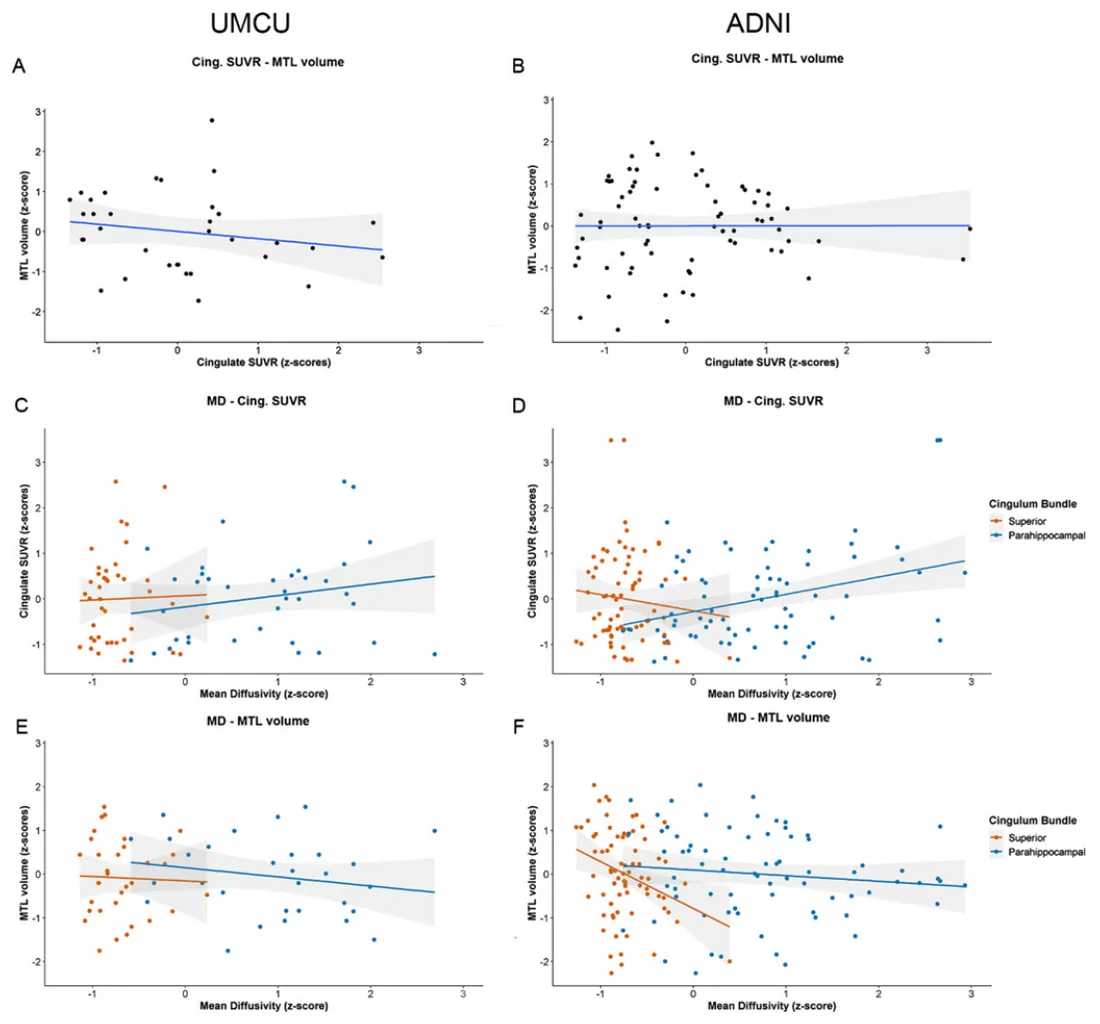 UMCU ADNI
A Cing. SUVR - MTL volume
MTL volume (z-score)
3
2
1
0
-1
-2
-1 0 1 2 3
Cingulate SUVR (z-scores)
B Cing. SUVR - MTL volume
MTL volume (z-score)
3
2
1
0
-1
-2
-1 0 1 2 3
Cingulate SUVR (z-scores)
C MD - Cing. SUVR
Cingulate SUVR (z-scores)
3
2
1
0
-1
-1 0 1 2 3
Mean Diffusivity (z-score)
D MD - Cing. SUVR
Cingulate SUVR (z-scores)
3
2
1
0
-1
-1 0 1 2 3
Mean Diffusivity (z-score)
Cingulum Bundle
Superior
Parahippocampal
E MD - MTL volume
MTL volume (z-scores)
3
2
1
0
-1
-2
-1 0 1 2 3
Mean Diffusivity (z-score)
F MD - MTL volume
MTL volume (z-scores)
3
2
1
0
-1
-2
-1 0 1 2 3
Mean Diffusivity (z-score)
Cingulum Bundle
Superior
Parahippocampal